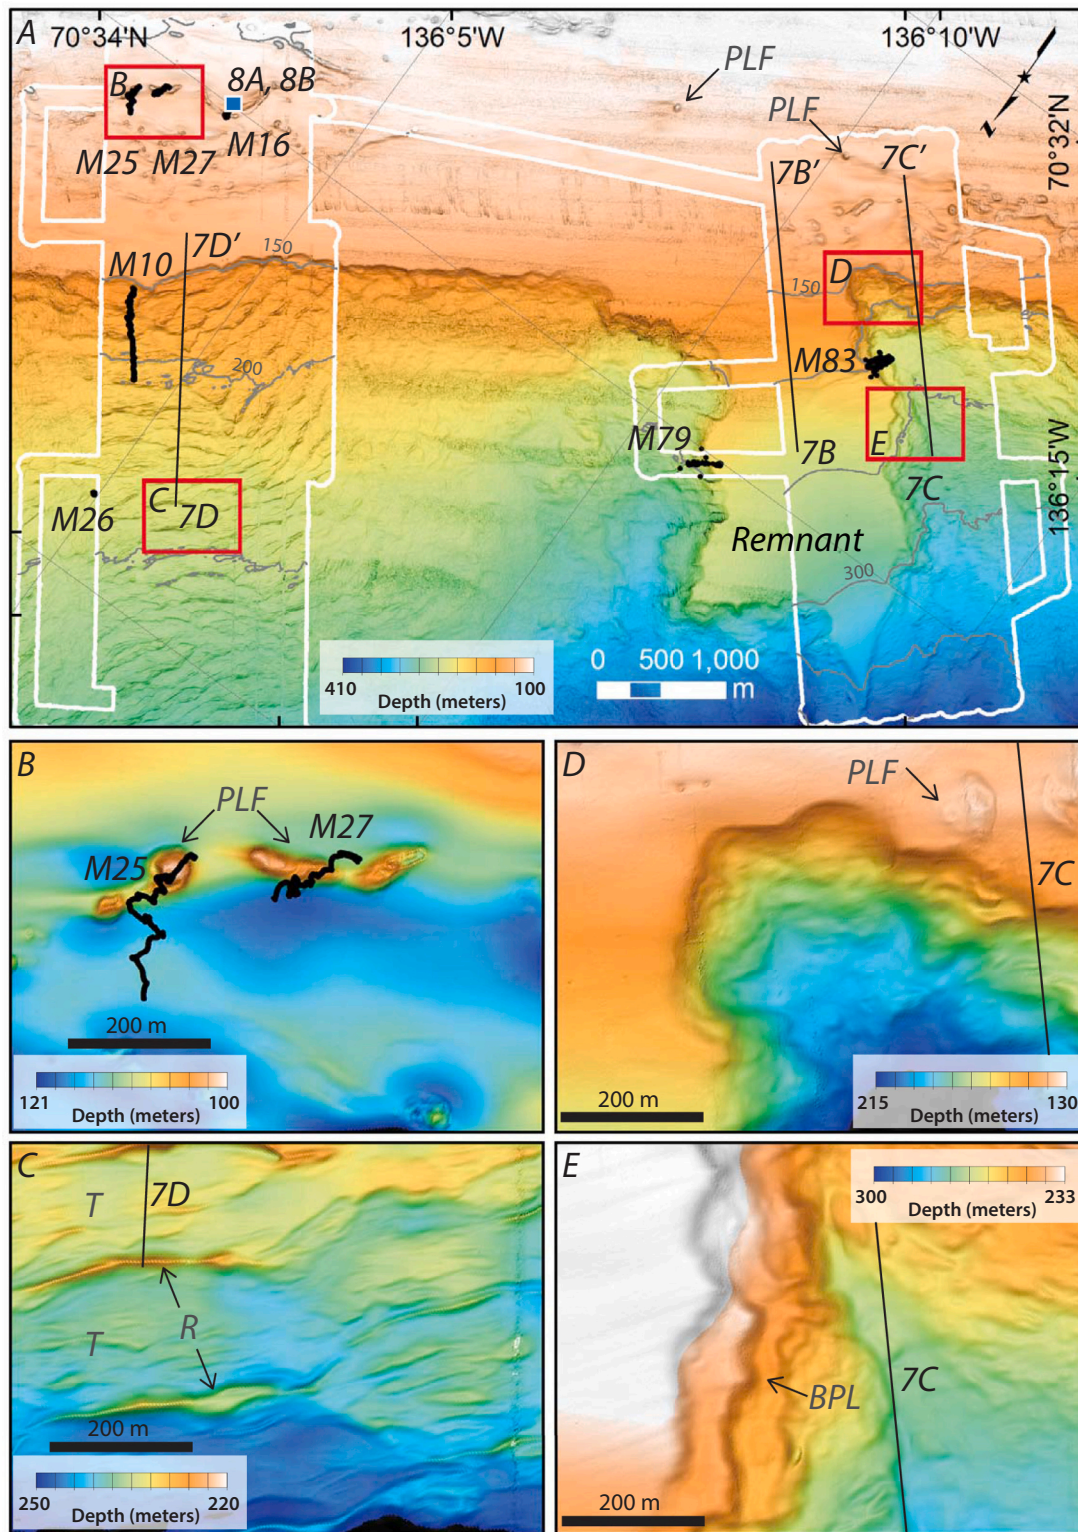 A
70°34'N
136°5'W
136°10'W
70°32'N
136°15'W
N
PLF
PLF
B
8A, 8B
M16
M25 M27
7B'
7C'
7D'
150
M10
D
150
200
M83
M79
E
7B
7C
C
7D
M26
Remnant
300
410 100
Depth (meters)
0 500 1,000
m
B
PLF
M27
M25
200 m
121 100
Depth (meters)
D
PLF
7C
200 m
215 130
Depth (meters)
C
T
7D
R
T
200 m
250 220
Depth (meters)
E
300 233
Depth (meters)
BPL
7C
200 m